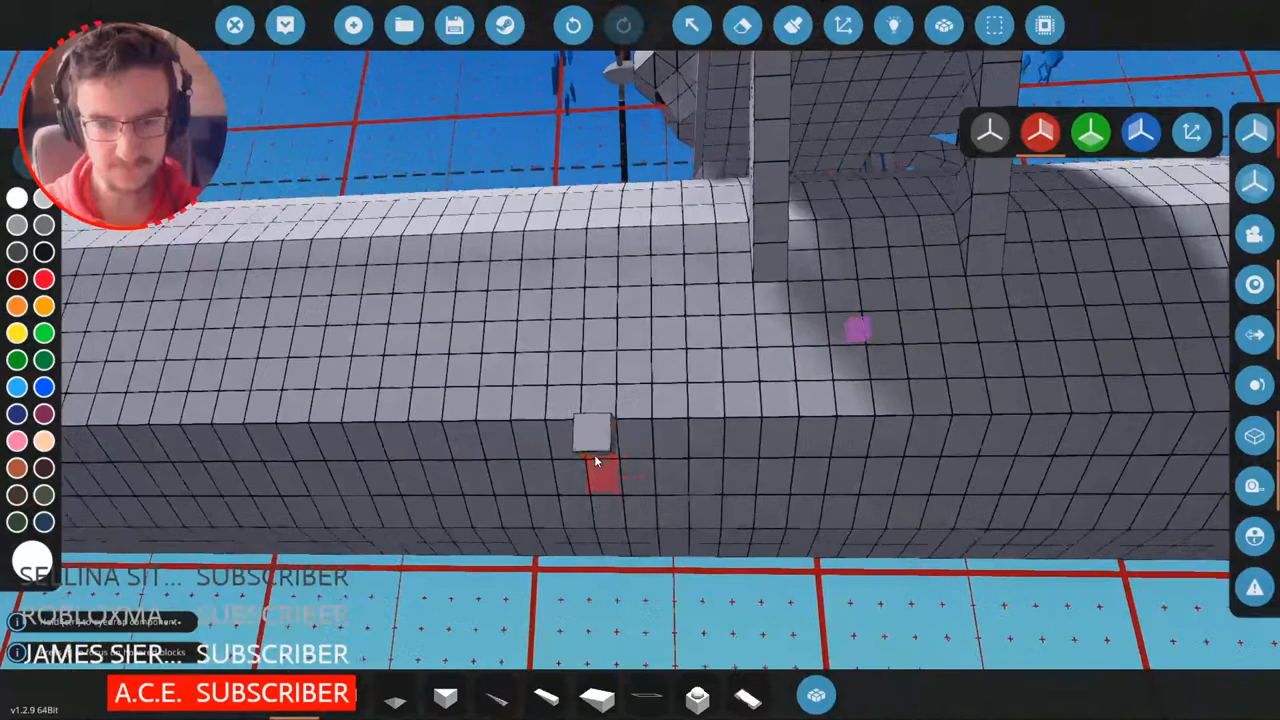 SELLINA SIT... SUBSCRIBER
ROBLOXMA SUBSCRIBER
JAMES SIER... SUBSCRIBER
A.C.E. SUBSCRIBER
v1.2.9 64Bit